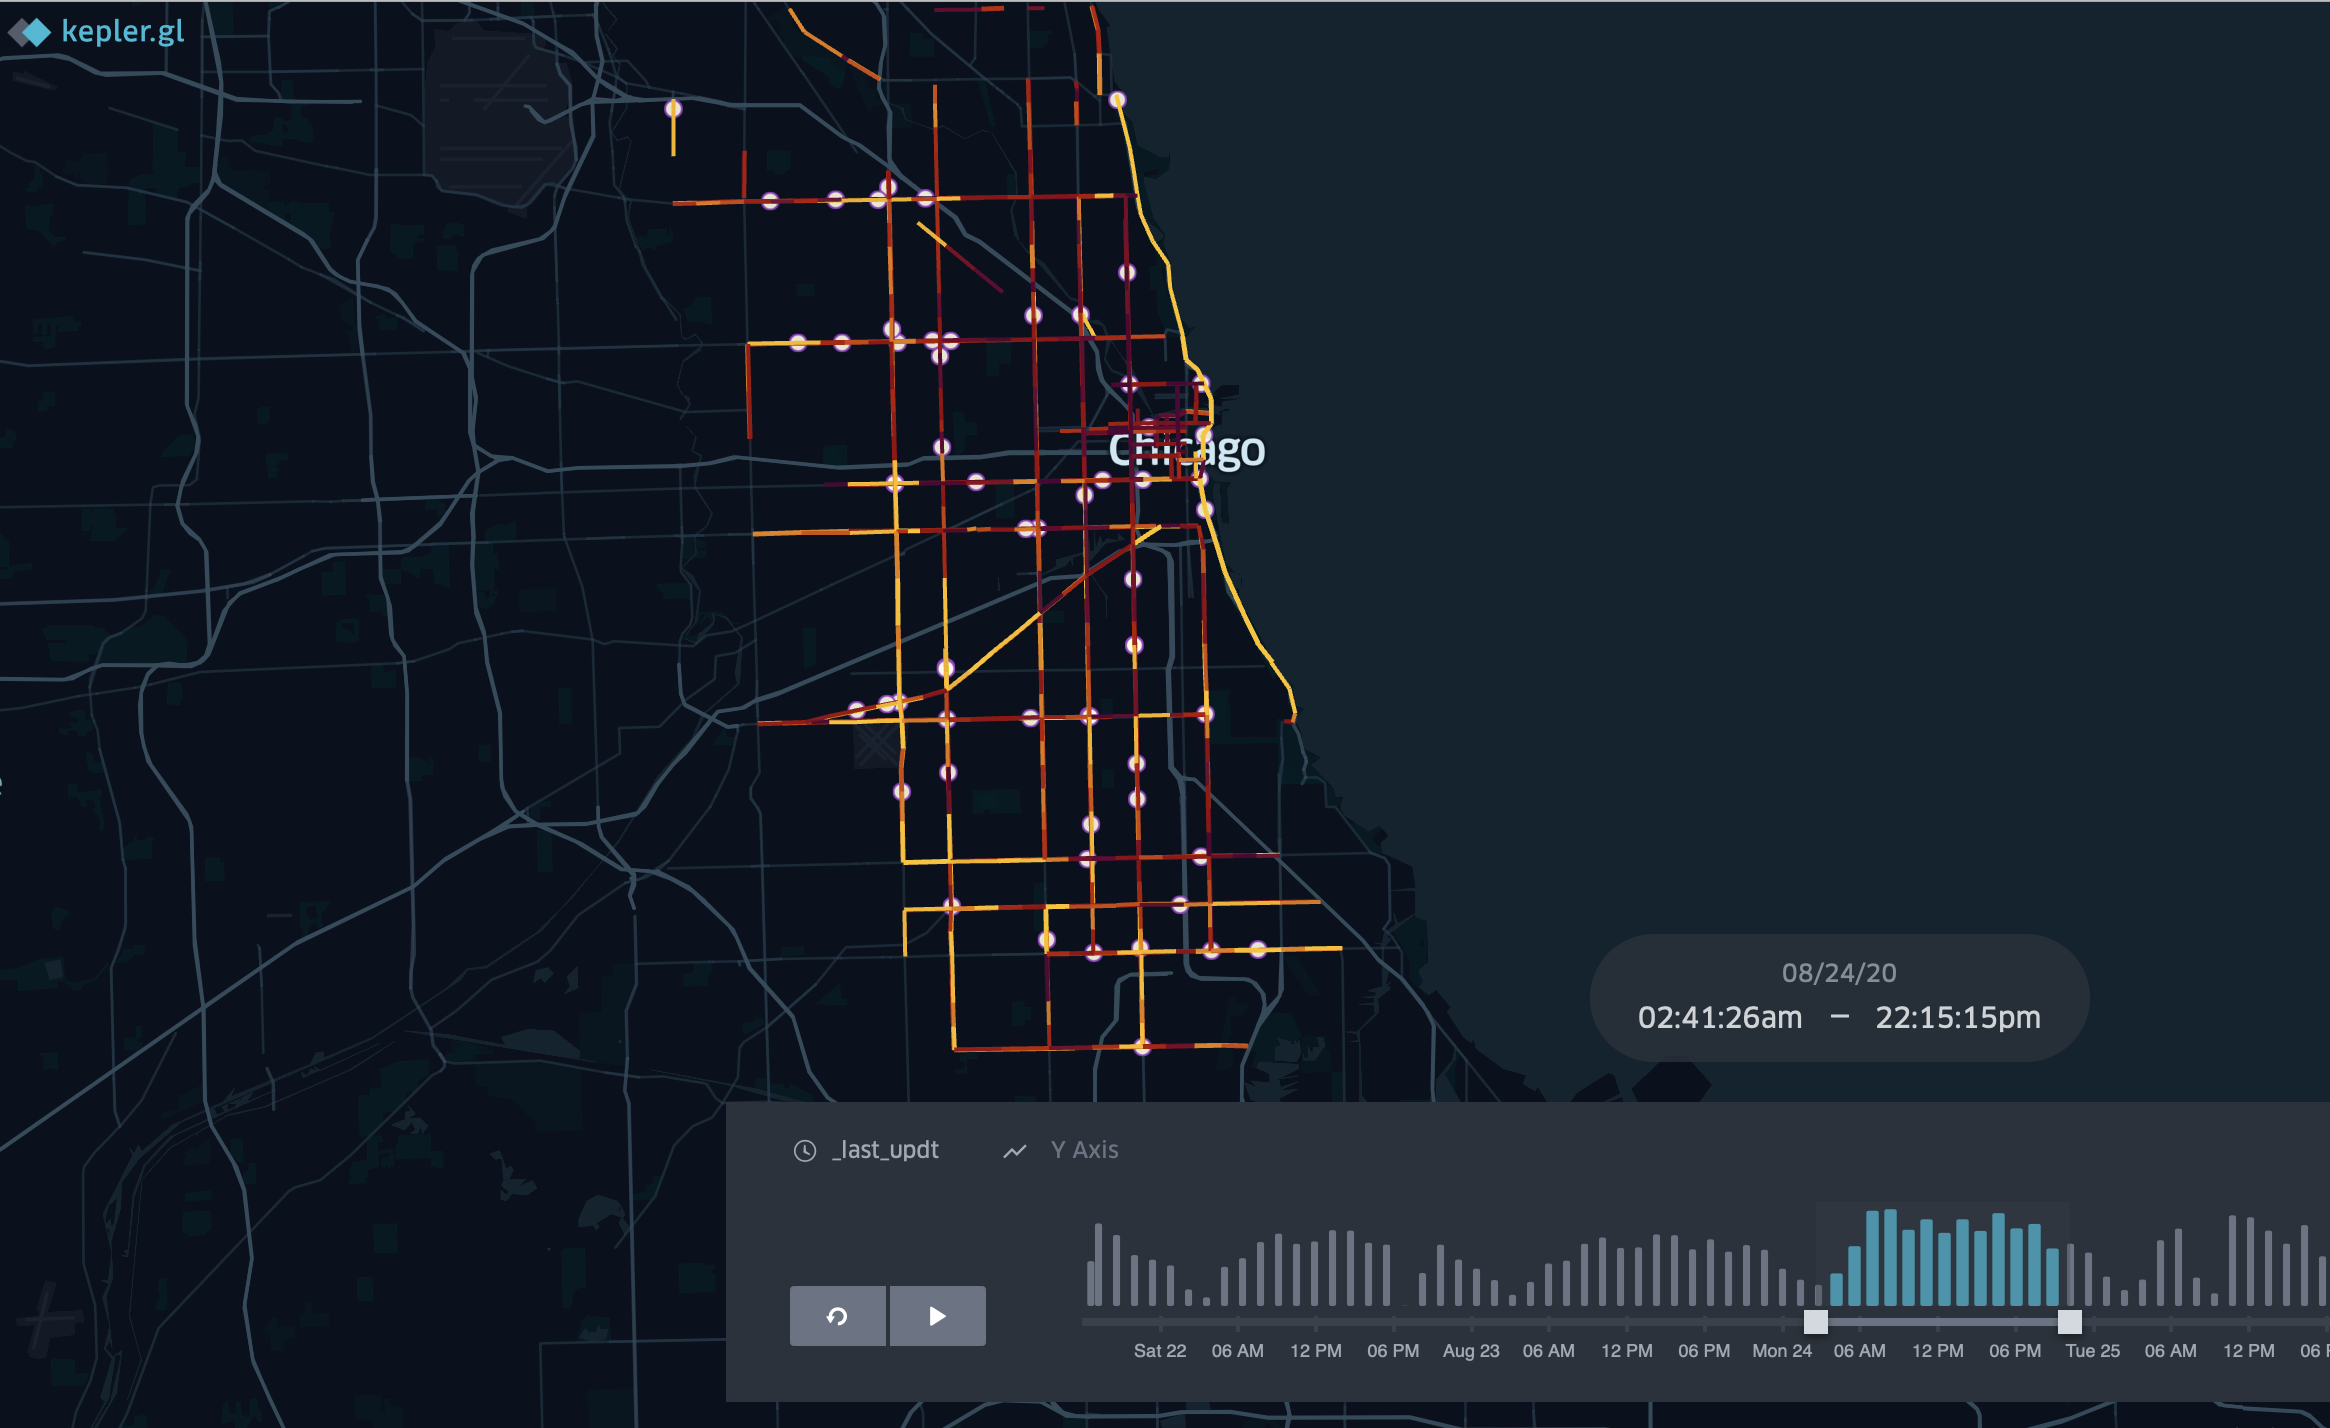 kepler.gl
Chicago
08/24/20
02:41:26am – 22:15:15pm
_last_updt
Y Axis
Sat 22 06 AM 12 PM 06 PM Aug 23 06 AM 12 PM 06 PM Mon 24 06 AM 12 PM 06 PM Tue 25 06 AM 12 PM 06